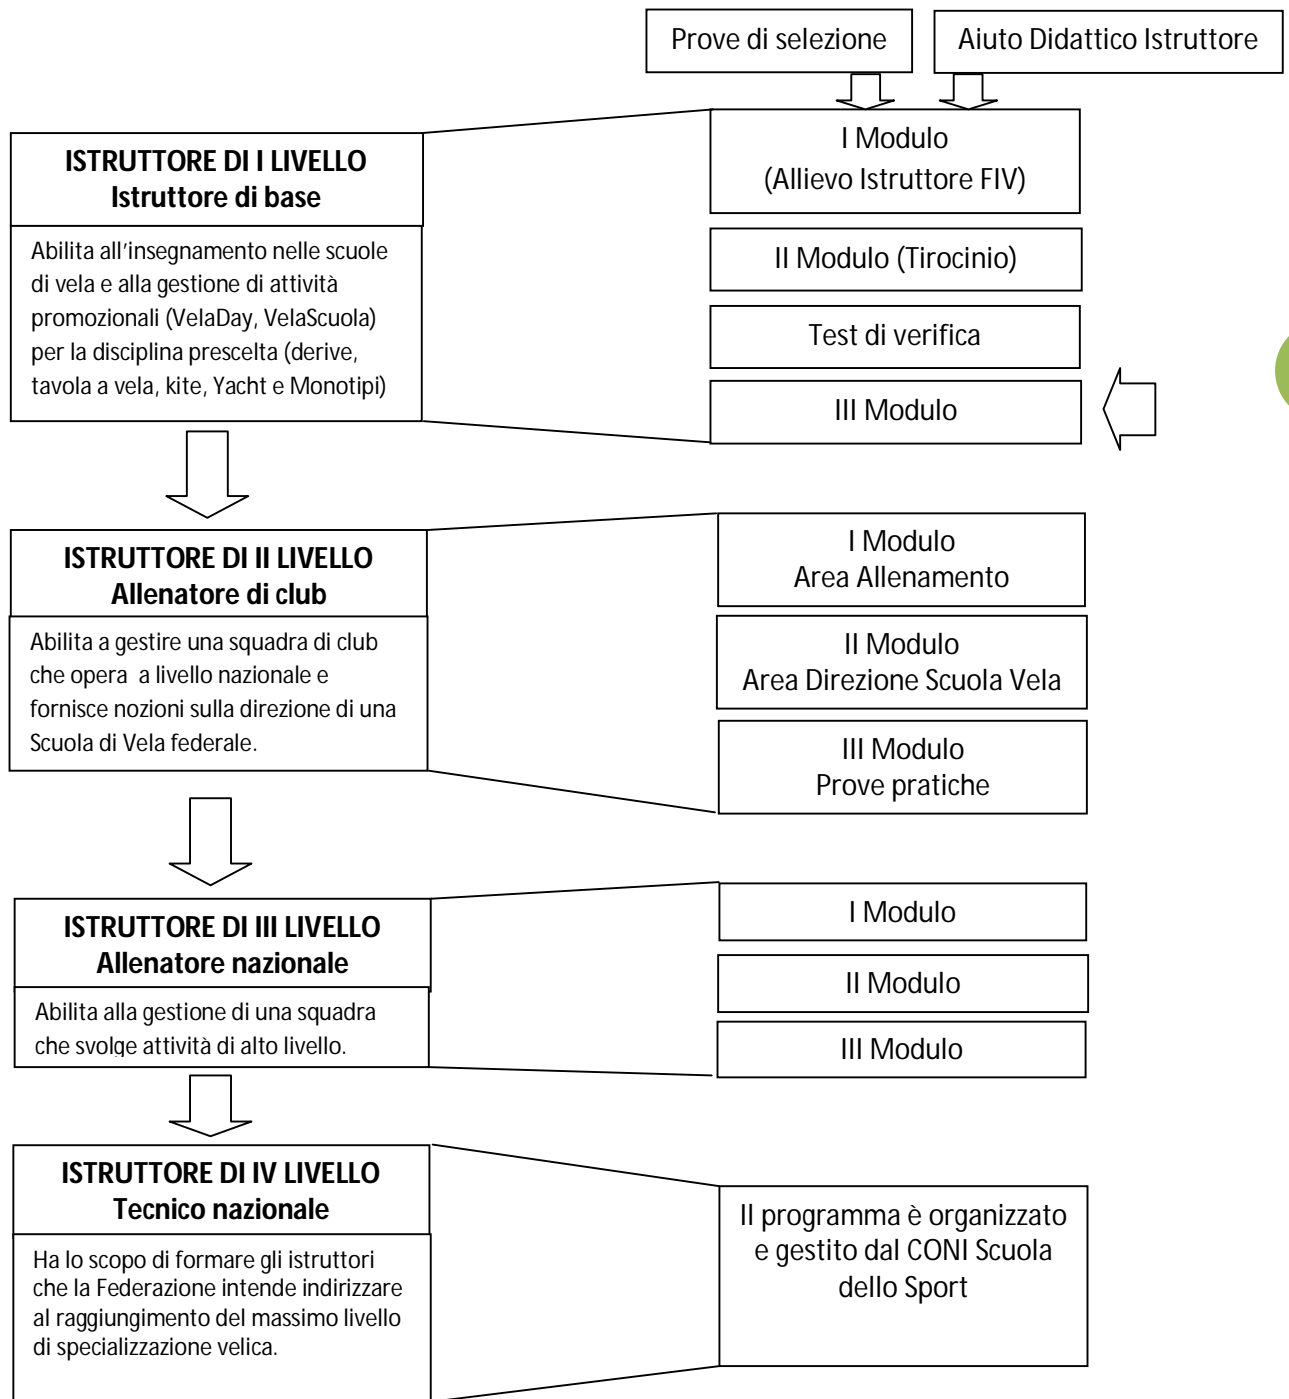 Prove di selezione
Aiuto Didattico Istruttore
ISTRUTTORE DI I LIVELLO
Istruttore di base
Abilita all'insegnamento nelle scuole
di vela e alla gestione di attività
promozionali (VelaDay, VelaScuola)
per la disciplina prescelta (derive,
tavola a vela, kite, Yacht e Monotipi)
I Modulo
(Allievo Istruttore FIV)
II Modulo (Tirocinio)
Test di verifica
III Modulo
ISTRUTTORE DI II LIVELLO
Allenatore di club
Abilita a gestire una squadra di club
che opera a livello nazionale e
fornisce nozioni sulla direzione di una
Scuola di Vela federale.
I Modulo
Area Allenamento
II Modulo
Area Direzione Scuola Vela
III Modulo
Prove pratiche
ISTRUTTORE DI III LIVELLO
Allenatore nazionale
Abilita alla gestione di una squadra
che svolge attività di alto livello.
I Modulo
II Modulo
III Modulo
ISTRUTTORE DI IV LIVELLO
Tecnico nazionale
Ha lo scopo di formare gli istruttori
che la Federazione intende indirizzare
al raggiungimento del massimo livello
di specializzazione velica.
Il programma è organizzato
e gestito dal CONI Scuola
dello Sport